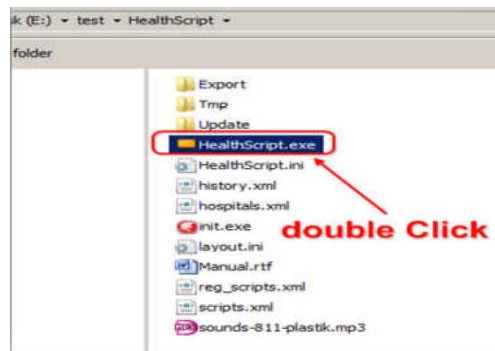 k (E:) ▾ test ▾ HealthScript ▾
folder
Export
Tmp
Update
HealthScript.exe
HealthScript.ini
history.xml
hospitals.xml
init.exe
double Click
layout.ini
Manual.rtf
reg_scripts.xml
scripts.xml
sounds-811-plastik.mp3